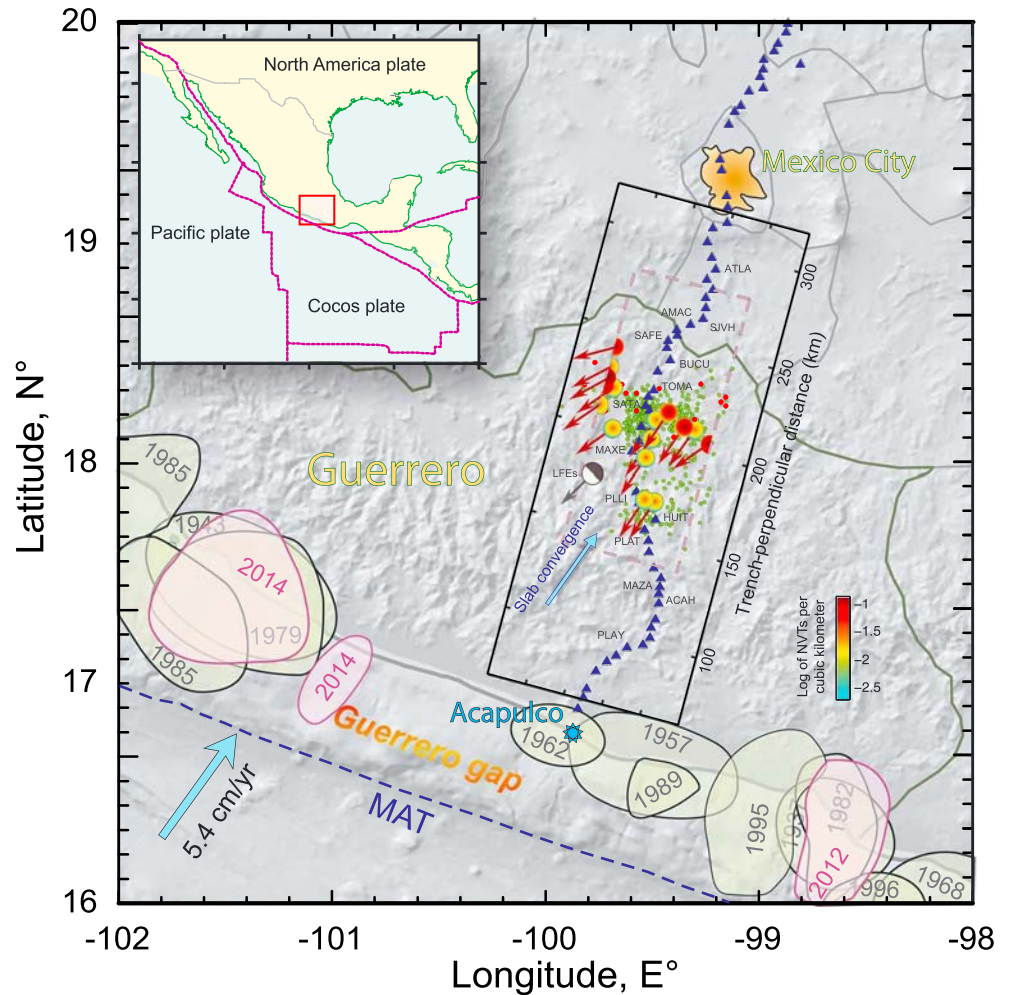 20
19
18
17
16
Latitude, N°
North America plate
Pacific plate
Cocos plate
Mexico City
ATLA
300
AMAC
SJVH
SAFE
BUCU
250
TOMA
SATA
MAXE
200
LFEs
PLLI
HUIT
PLAT
Slab convergence
150
MAZA
ACAH
PLAY
100
Trench-perpendicular distance (km)
Guerrero
1985
1943
2014
1979
1985
2014
Log of NVTs per
cubic kilometer
−1
−1.5
−2
−2.5
Acapulco
Guerrero gap
1962
1957
1989
MAT
5.4 cm/yr
1995
1982
2012
1968
-102
-101
-100
-99
-98
Longitude, E°